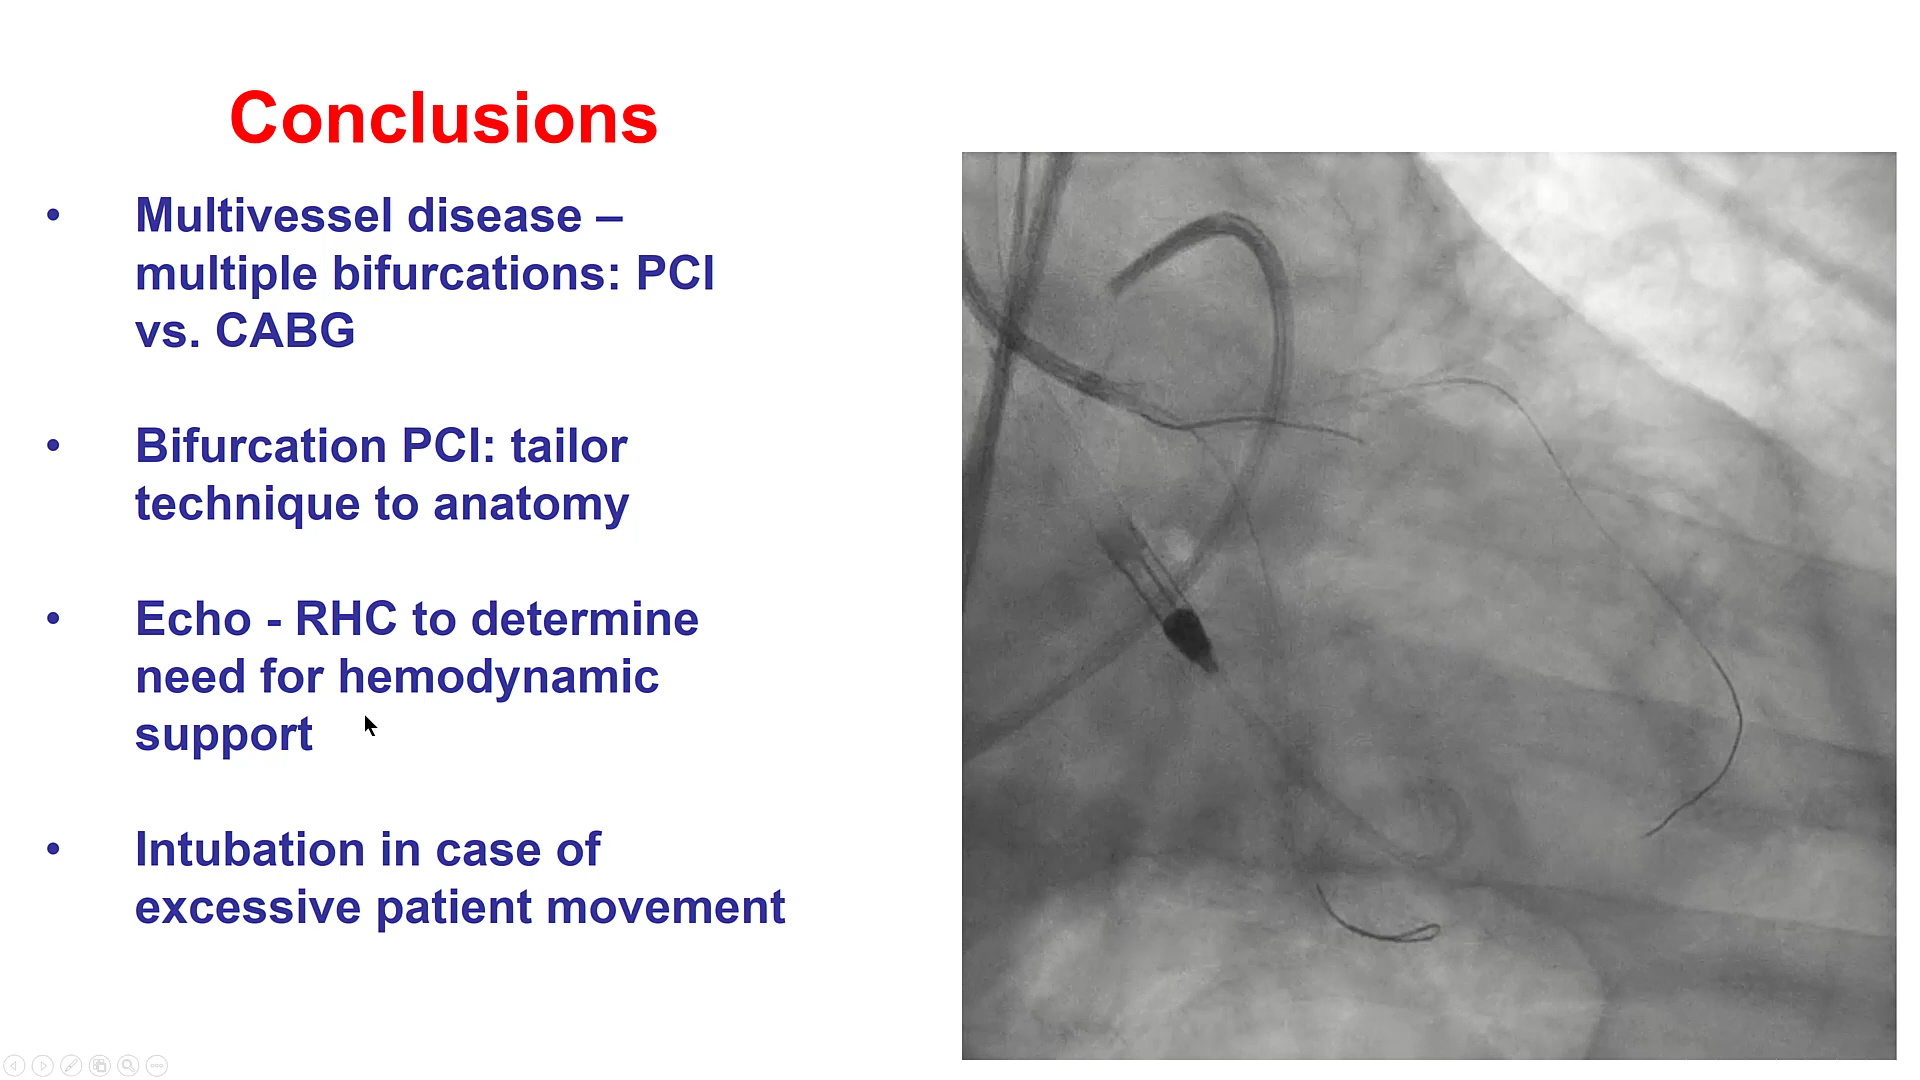 Conclusions
• Multivessel disease –
multiple bifurcations: PCI
vs. CABG
• Bifurcation PCI: tailor
technique to anatomy
• Echo - RHC to determine
need for hemodynamic
support
• Intubation in case of
excessive patient movement